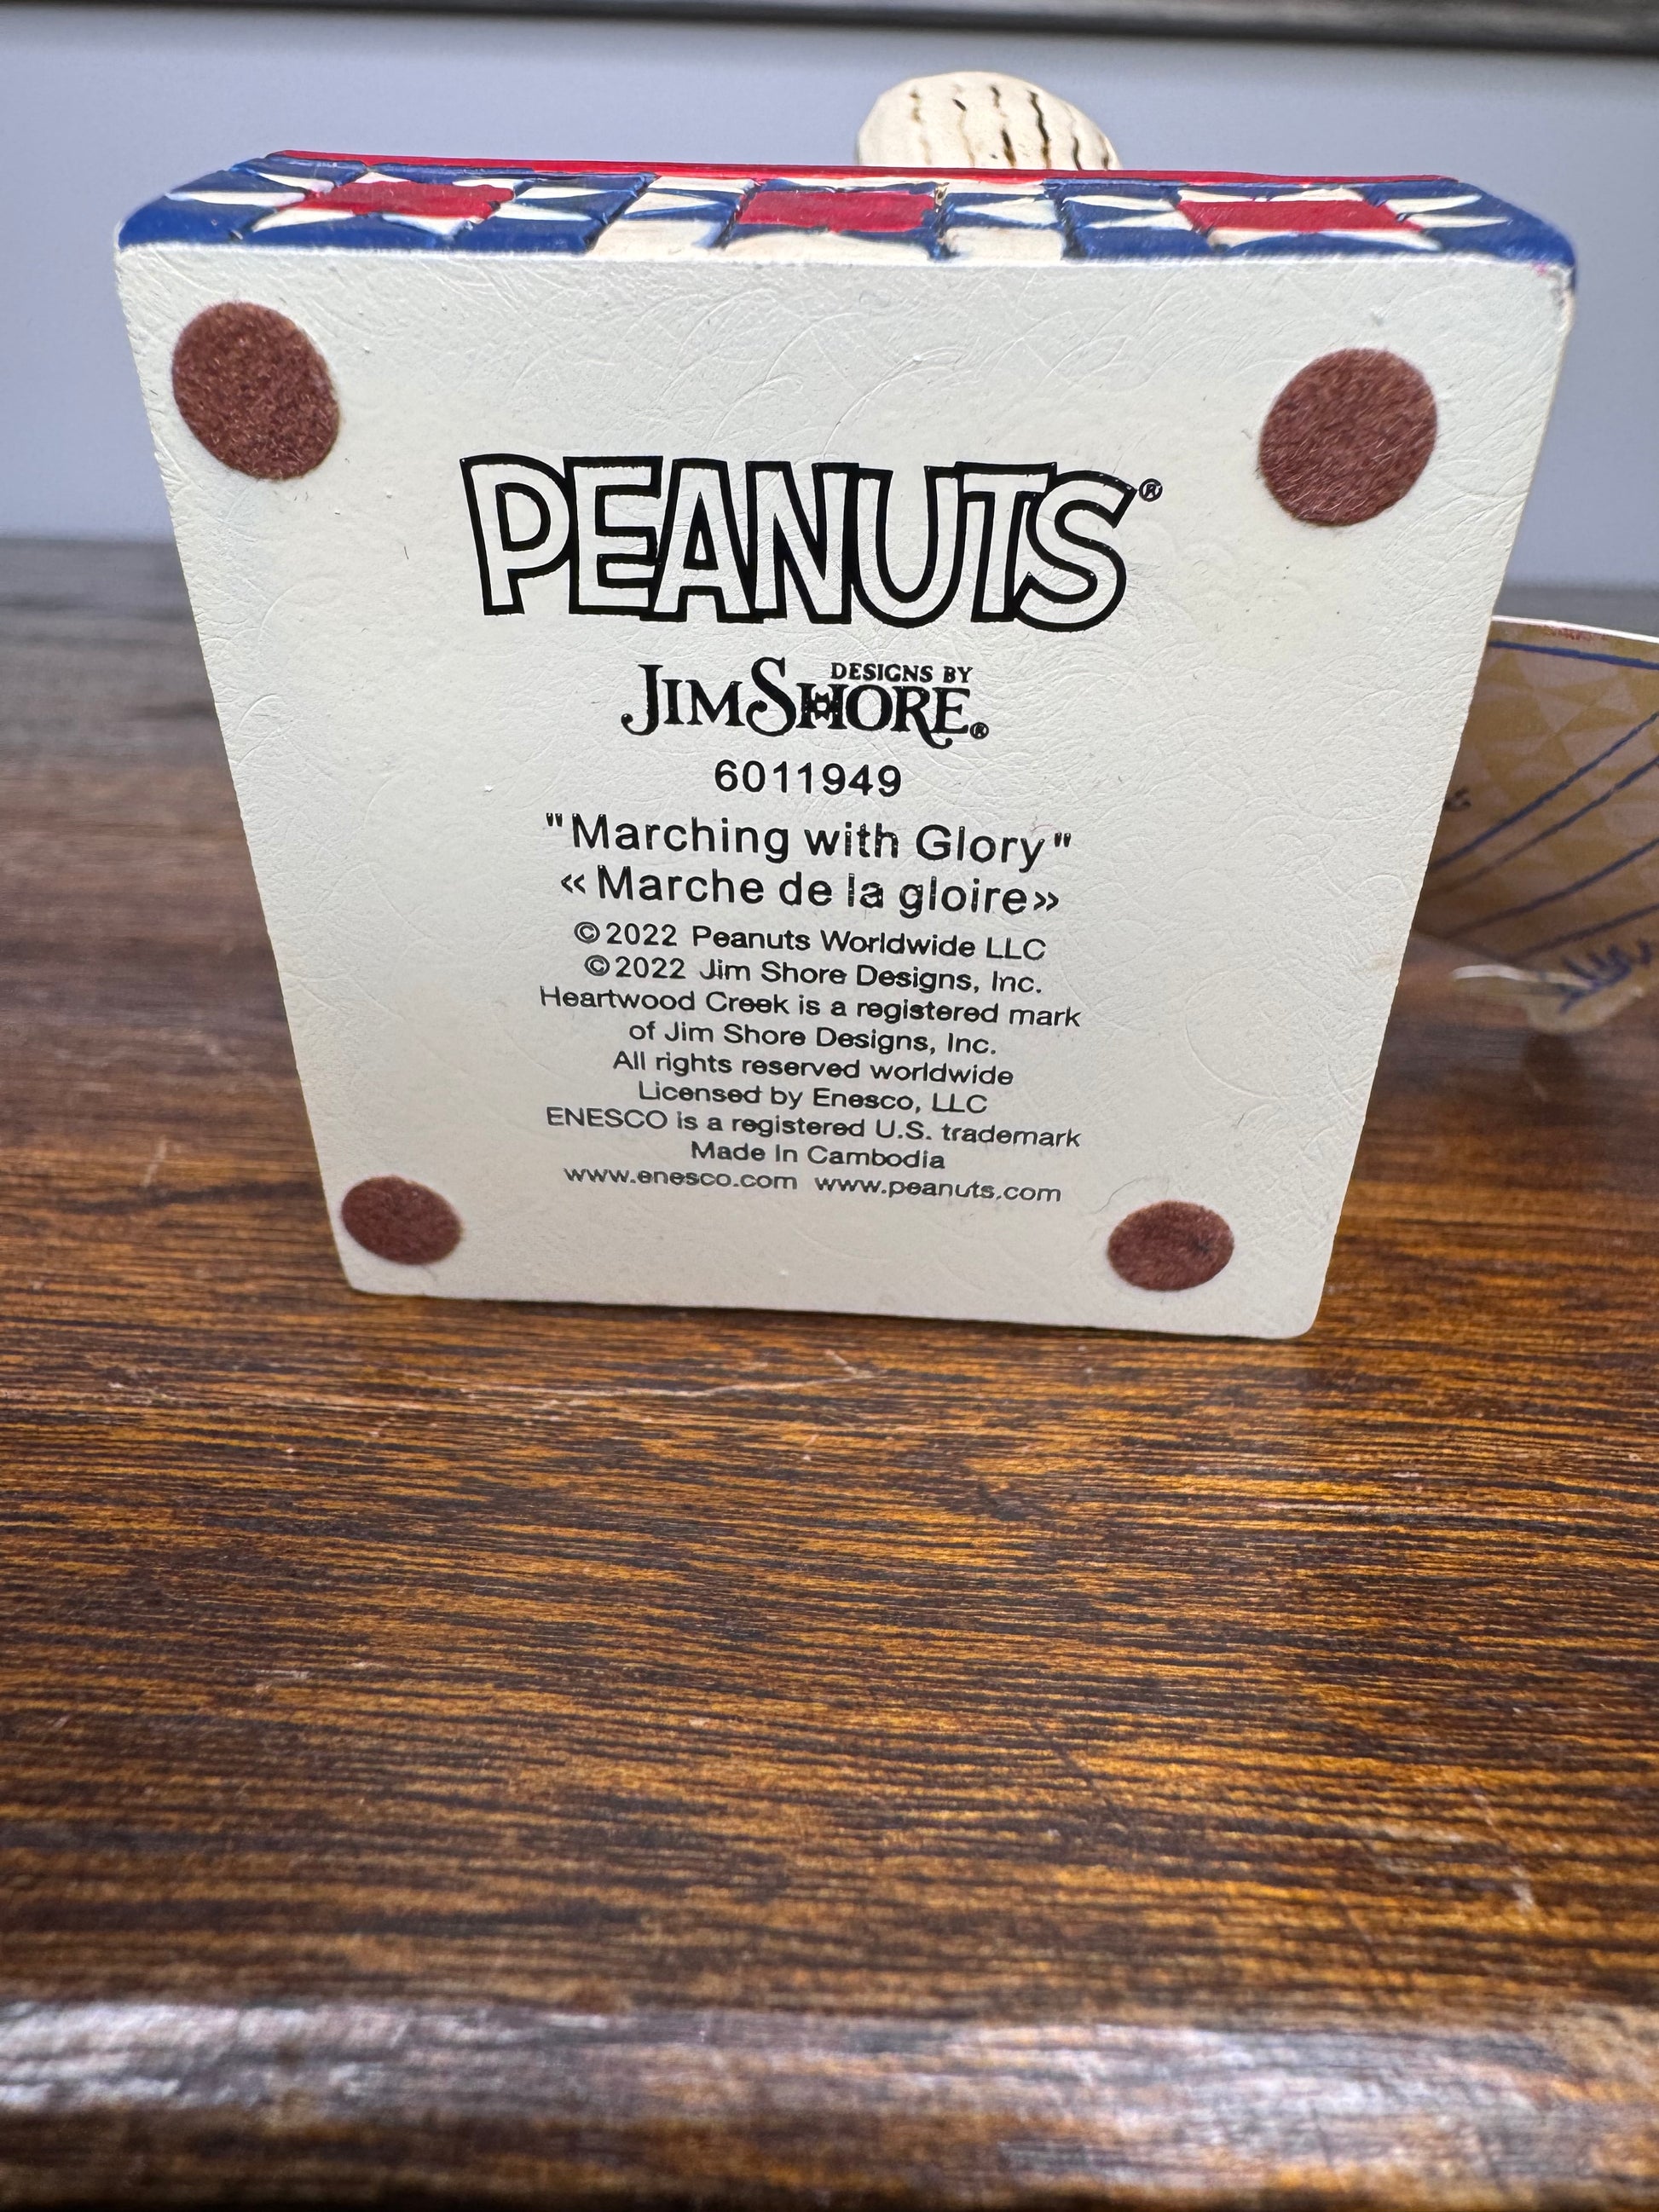 PEANUTS®
DESIGNS BY
JIM SHORE®
6011949
"Marching with Glory"
« Marche de la gloire»
©2022 Peanuts Worldwide LLC
©2022 Jim Shore Designs, Inc.
Heartwood Creek is a registered mark
of Jim Shore Designs, Inc.
All rights reserved worldwide
Licensed by Enesco, LLC
ENESCO is a registered U.S. trademark
Made In Cambodia
www.enesco.com www.peanuts.com